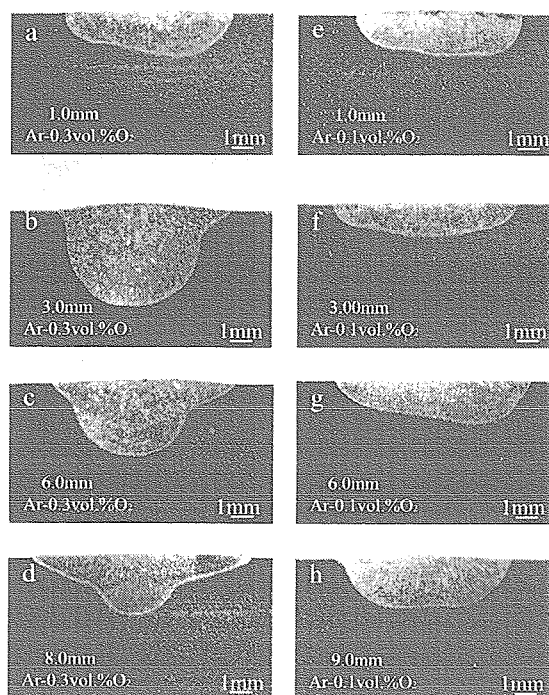 a
1.0mm
Ar-0.3vol.%O₂
1mm
e
1.0mm
Ar-0.1vol.%O₂
1mm
b
3.0mm
Ar-0.3vol.%O₂
1mm
f
3.00mm
Ar-0.1vol.%O₂
1mm
c
6.0mm
Ar-0.3vol.%O₂
1mm
g
6.0mm
Ar-0.1vol.%O₂
1mm
d
8.0mm
Ar-0.3vol.%O₂
1mm
h
9.0mm
Ar-0.1vol.%O₂
1mm